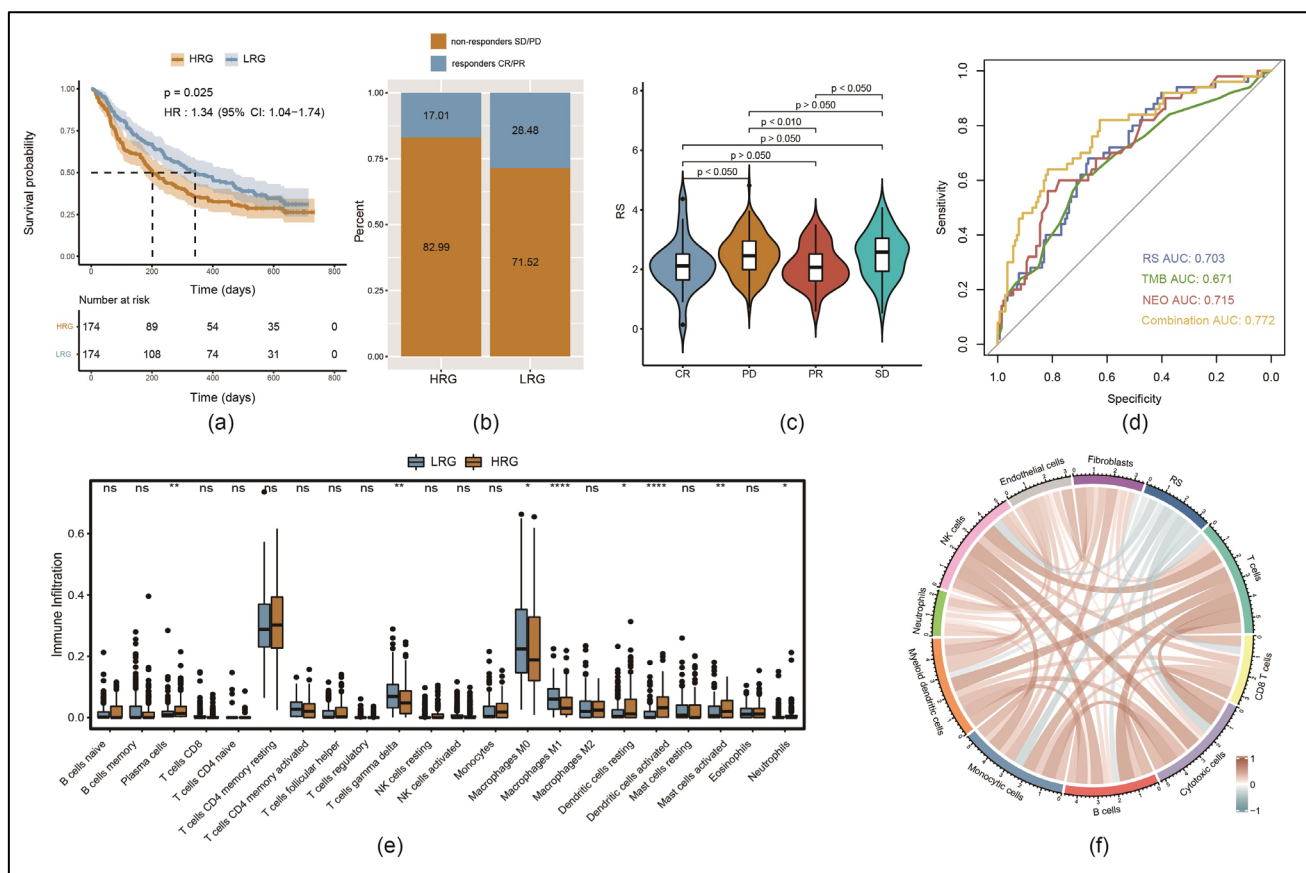 HRG LRG
p = 0.025
HR : 1.34 (95% CI: 1.04−1.74)
Survival probability
1.00
0.75
0.50
0.25
0.00
0 200 400 600 800
Time (days)
Number at risk
HRG 174 89 54 35 0
LRG 174 108 74 31 0
0 200 400 600 800
Time (days)
(a)
non-responders SD/PD
responders CR/PR
Percent
1.00
0.75
0.50
0.25
0.00
17.01
28.48
82.99
71.52
HRG LRG
(b)
RS
8
6
4
2
0
p < 0.050
p > 0.050
p < 0.010
p > 0.050
p > 0.050
p < 0.050
CR PD PR SD
(c)
Sensitivity
1.0
0.8
0.6
0.4
0.2
0.0
RS AUC: 0.703
TMB AUC: 0.671
NEO AUC: 0.715
Combination AUC: 0.772
1.0 0.8 0.6 0.4 0.2 0.0
Specificity
(d)
LRG HRG
ns ns ** ns ns ns ns ns ns ** ns ns ns * **** ns * **** ns ** ns *
Immune Infiltration
0.6
0.4
0.2
0.0
B cells naive
B cells memory
Plasma cells
T cells CD8
T cells CD4 naive
T cells CD4 memory resting
T cells CD4 memory activated
T cells follicular helper
T cells regulatory
T cells gamma delta
NK cells resting
NK cells activated
Monocytes
Macrophages M0
Macrophages M1
Macrophages M2
Dendritic cells resting
Dendritic cells activated
Mast cells resting
Mast cells activated
Eosinophils
Neutrophils
(e)
Fibroblasts
RS
T cells
CD8 T cells
Cytotoxic cells
B cells
Monocytic cells
Myeloid dendritic cells
Neutrophils
NK cells
Endothelial cells
1
0
−1
(f)